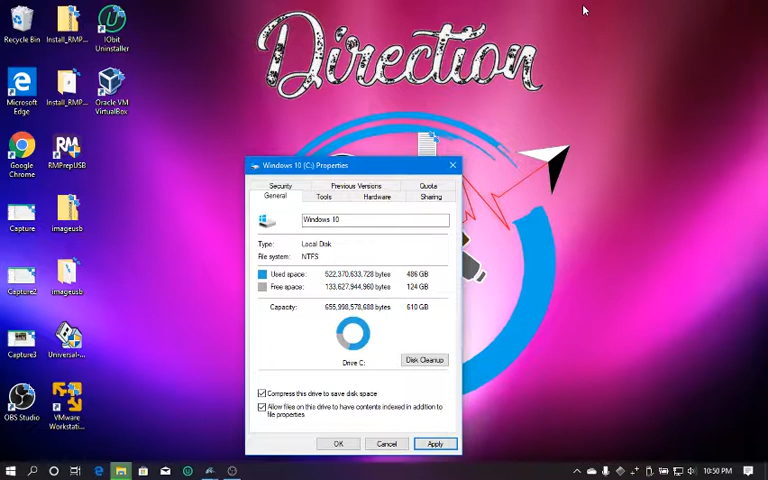 Direction
Recycle Bin
Install_RMP...
IObit
Uninstaller
Microsoft
Edge
Install_RMP...
Oracle VM
VirtualBox
Google
Chrome
RMPrepUSB
Capture
imageusb
Capture2
imageusb
Capture3
Universal-...
OBS Studio
VMware
Workstati...
Windows 10 (C:) Properties
Security
Previous Versions
Quota
General
Tools
Hardware
Sharing
Windows 10
Type: Local Disk
File system: NTFS
Used space: 522,370,633,728 bytes 486 GB
Free space: 133,627,944,960 bytes 124 GB
Capacity: 655,998,578,688 bytes 610 GB
Drive C:
Disk Cleanup
Compress this drive to save disk space
Allow files on this drive to have contents indexed in addition to
file properties
OK
Cancel
Apply
10:50 PM